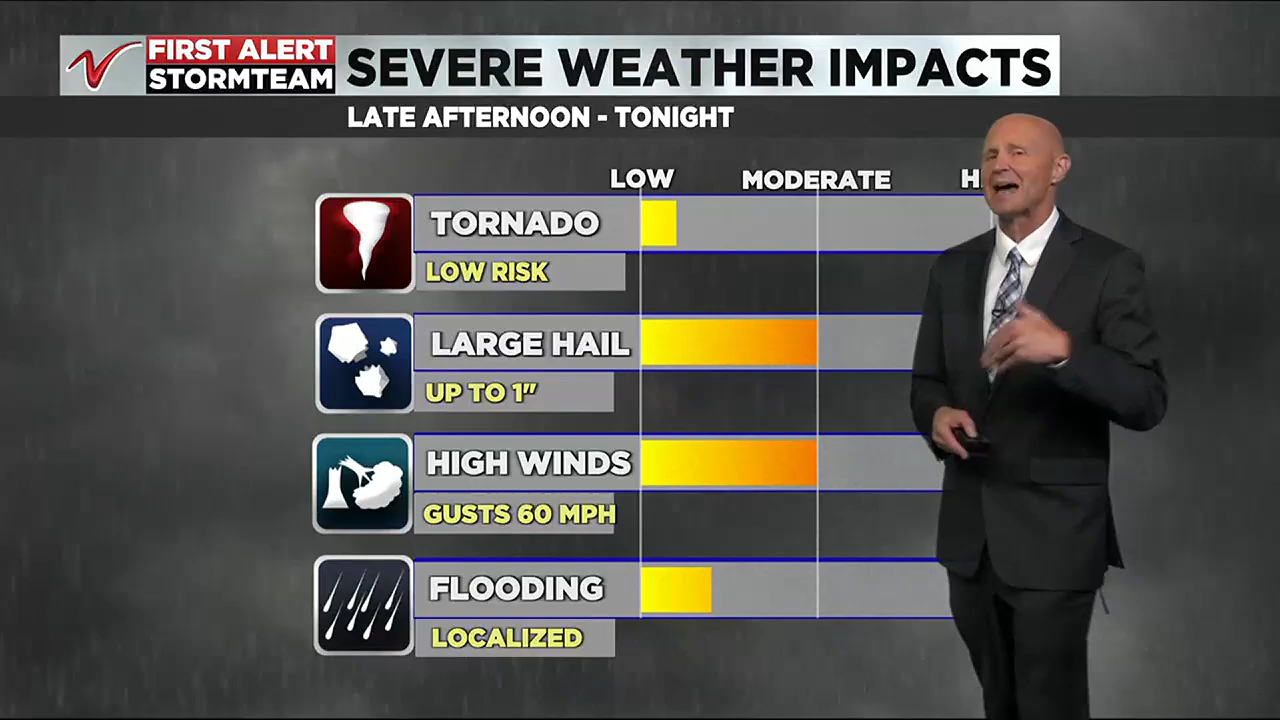 FIRST ALERT
STORMTEAM
SEVERE WEATHER IMPACTS
LATE AFTERNOON - TONIGHT
LOW MODERATE
TORNADO
LOW RISK
LARGE HAIL
UP TO 1"
HIGH WINDS
GUSTS 60 MPH
FLOODING
LOCALIZED